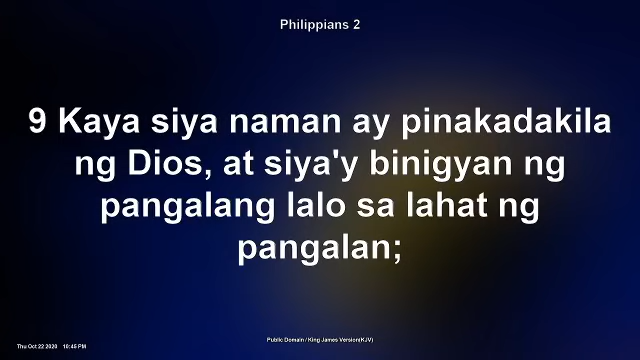 Philippians 2
9 Kaya siya naman ay pinakadakila
ng Dios, at siya'y binigyan ng
pangalang lalo sa lahat ng
pangalan;
Public Domain / King James Version(KJV)
Thu Oct 22 2020 10:45 PM